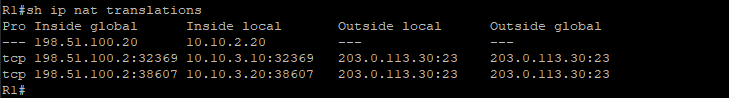 R1#sh ip nat translations
Pro Inside global      Inside local       Outside local      Outside global
--- 198.51.100.20      10.10.2.20         ---                ---
tcp 198.51.100.2:32369 10.10.3.10:32369   203.0.113.30:23    203.0.113.30:23
tcp 198.51.100.2:38607 10.10.3.20:38607   203.0.113.30:23    203.0.113.30:23
R1#